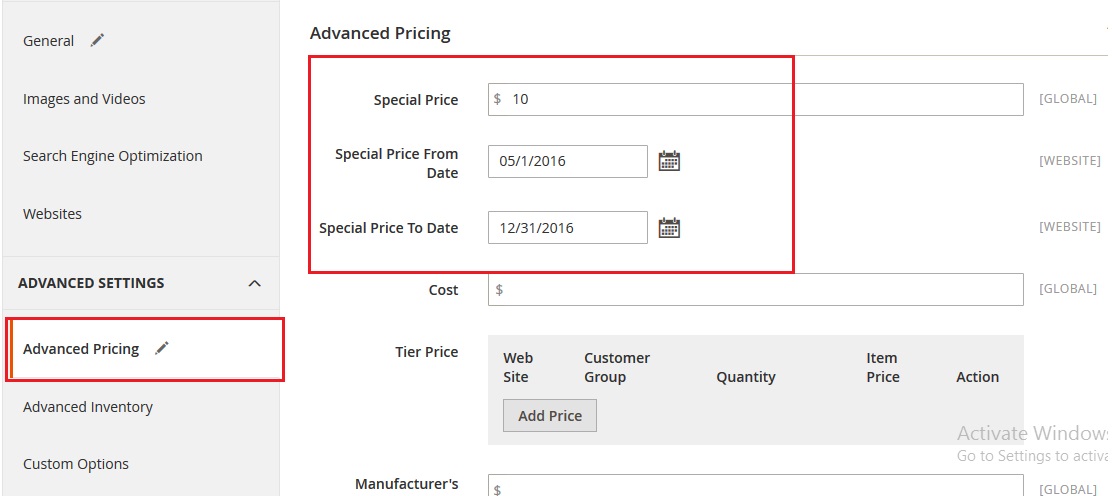 General
Images and Videos
Search Engine Optimization
Websites
ADVANCED SETTINGS
Advanced Pricing
Advanced Inventory
Custom Options
Advanced Pricing
Special Price $ 10 [GLOBAL]
Special Price From
Date 05/1/2016 [WEBSITE]
Special Price To Date 12/31/2016 [WEBSITE]
Cost $ [GLOBAL]
Tier Price
Web Customer Item
Site Group Quantity Price Action
Add Price
Activate Windows
Go to Settings to activa
Manufacturer's $ [GLOBAL]